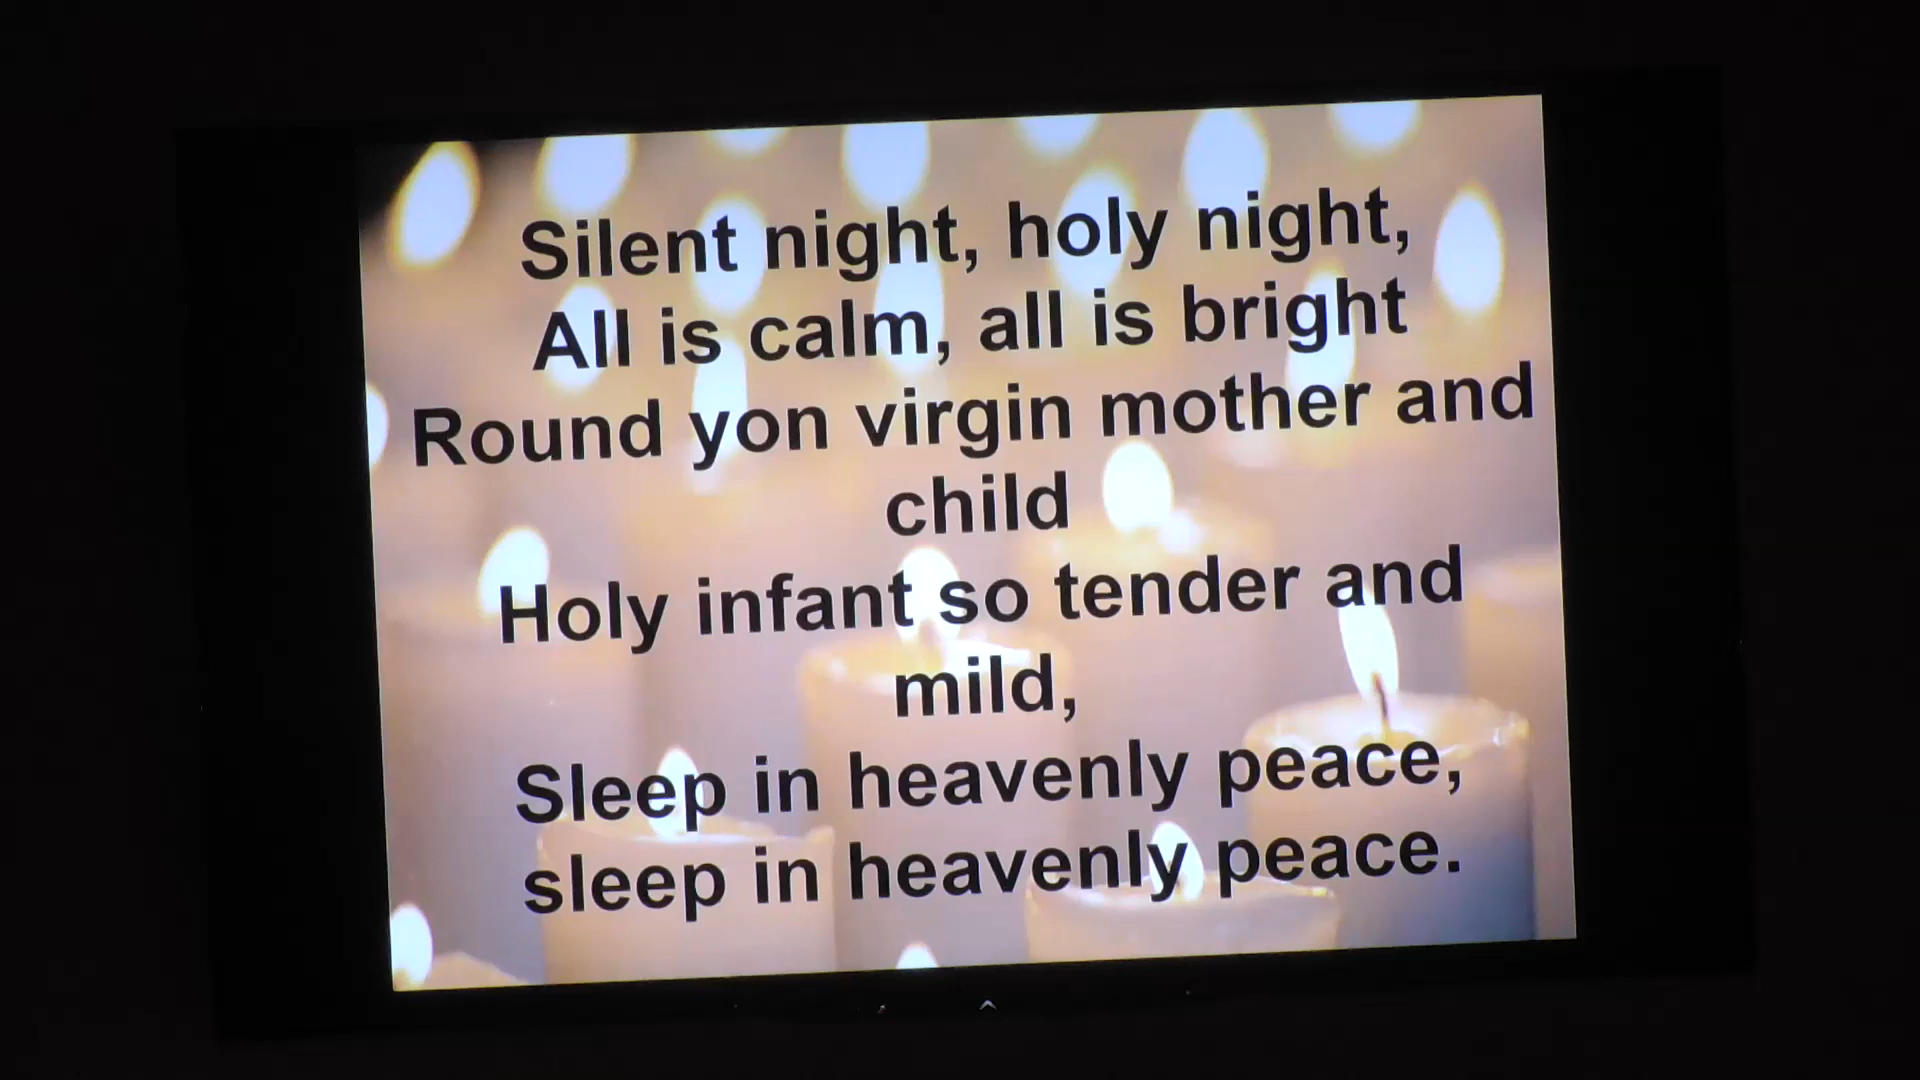 Silent night, holy night,
All is calm, all is bright
Round yon virgin mother and
child
Holy infant so tender and
mild,
Sleep in heavenly peace,
sleep in heavenly peace.